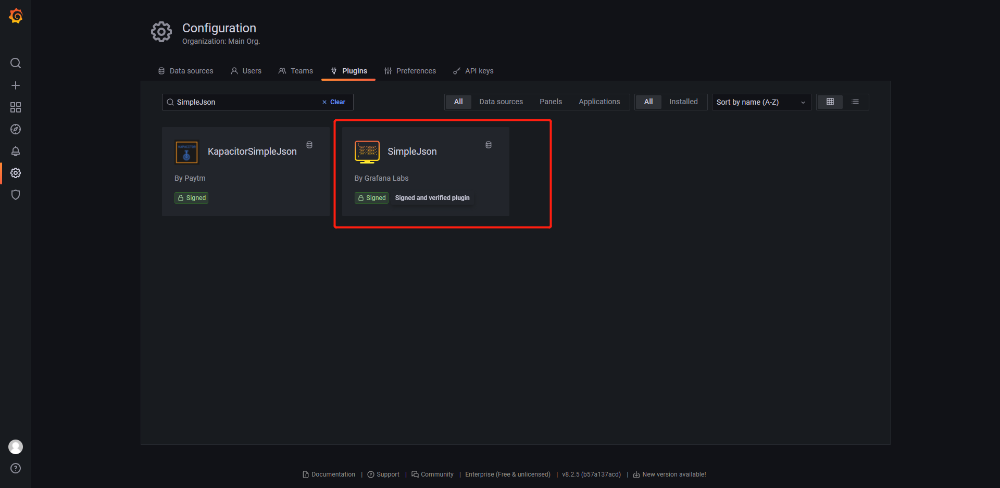 Configuration
Organization: Main Org.
Data sources
Users
Teams
Plugins
Preferences
API keys
SimpleJson
Clear
All
Data sources
Panels
Applications
All
Installed
Sort by name (A-Z)
KAPACITOR
KapacitorSimpleJson
By Paytm
Signed
SimpleJson
By Grafana Labs
Signed
Signed and verified plugin
Documentation | Support | Community | Enterprise (Free & unlicensed) | v8.2.5 (b57a137acd) | New version available!